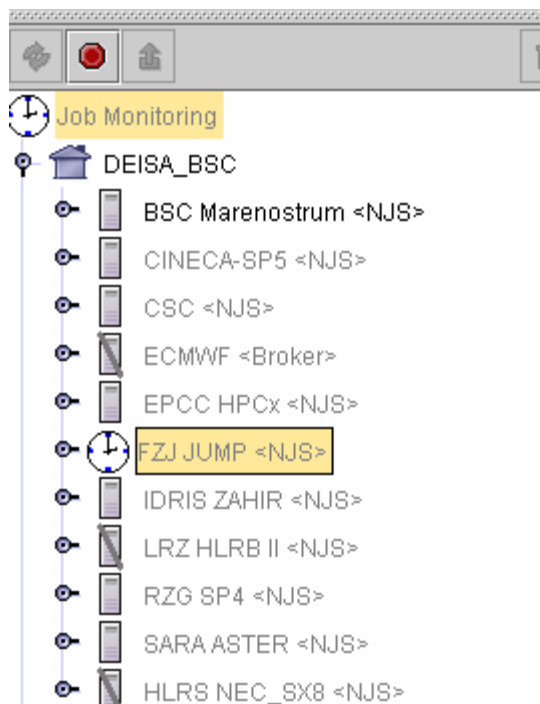 Job Monitoring
DEISA_BSC
BSC Marenostrum <NJS>
CINECA-SP5 <NJS>
CSC <NJS>
ECMWF <Broker>
EPCC HPCx <NJS>
FZJ JUMP <NJS>
IDRIS ZAHIR <NJS>
LRZ HLRB II <NJS>
RZG SP4 <NJS>
SARA ASTER <NJS>
HLRS NEC_SX8 <NJS>